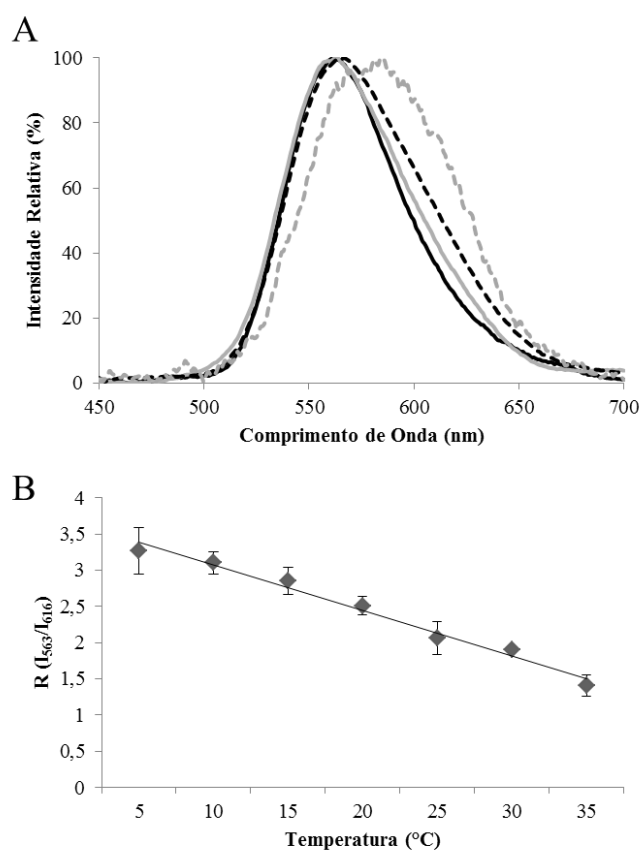 A
Intensidade Relativa (%)
100
80
60
40
20
0
450 500 550 600 650 700
Comprimento de Onda (nm)
B
R (I563/I616)
4
3,5
3
2,5
2
1,5
1
0,5
0
5 10 15 20 25 30 35
Temperatura (°C)